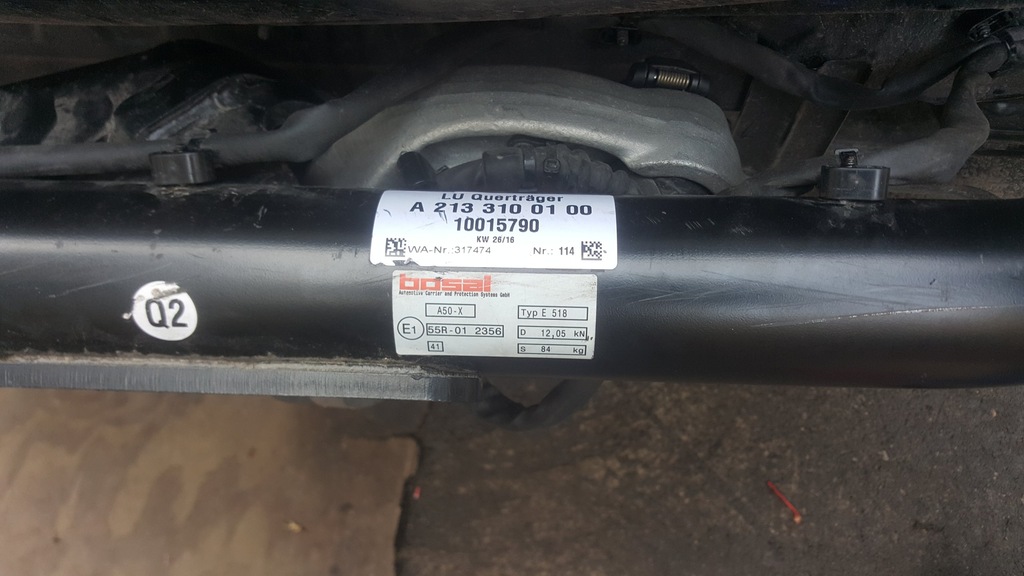 LU Querträger
A 213 310 01 00
10015790
KW 26/16
WA-Nr.:317474 Nr.: 114
bosal
Automotive Carrier and Protection Systems GmbH
A50-X Typ E 518
E1 55R-01 2356 D 12,05 kN
41 S 84 kg
Q2